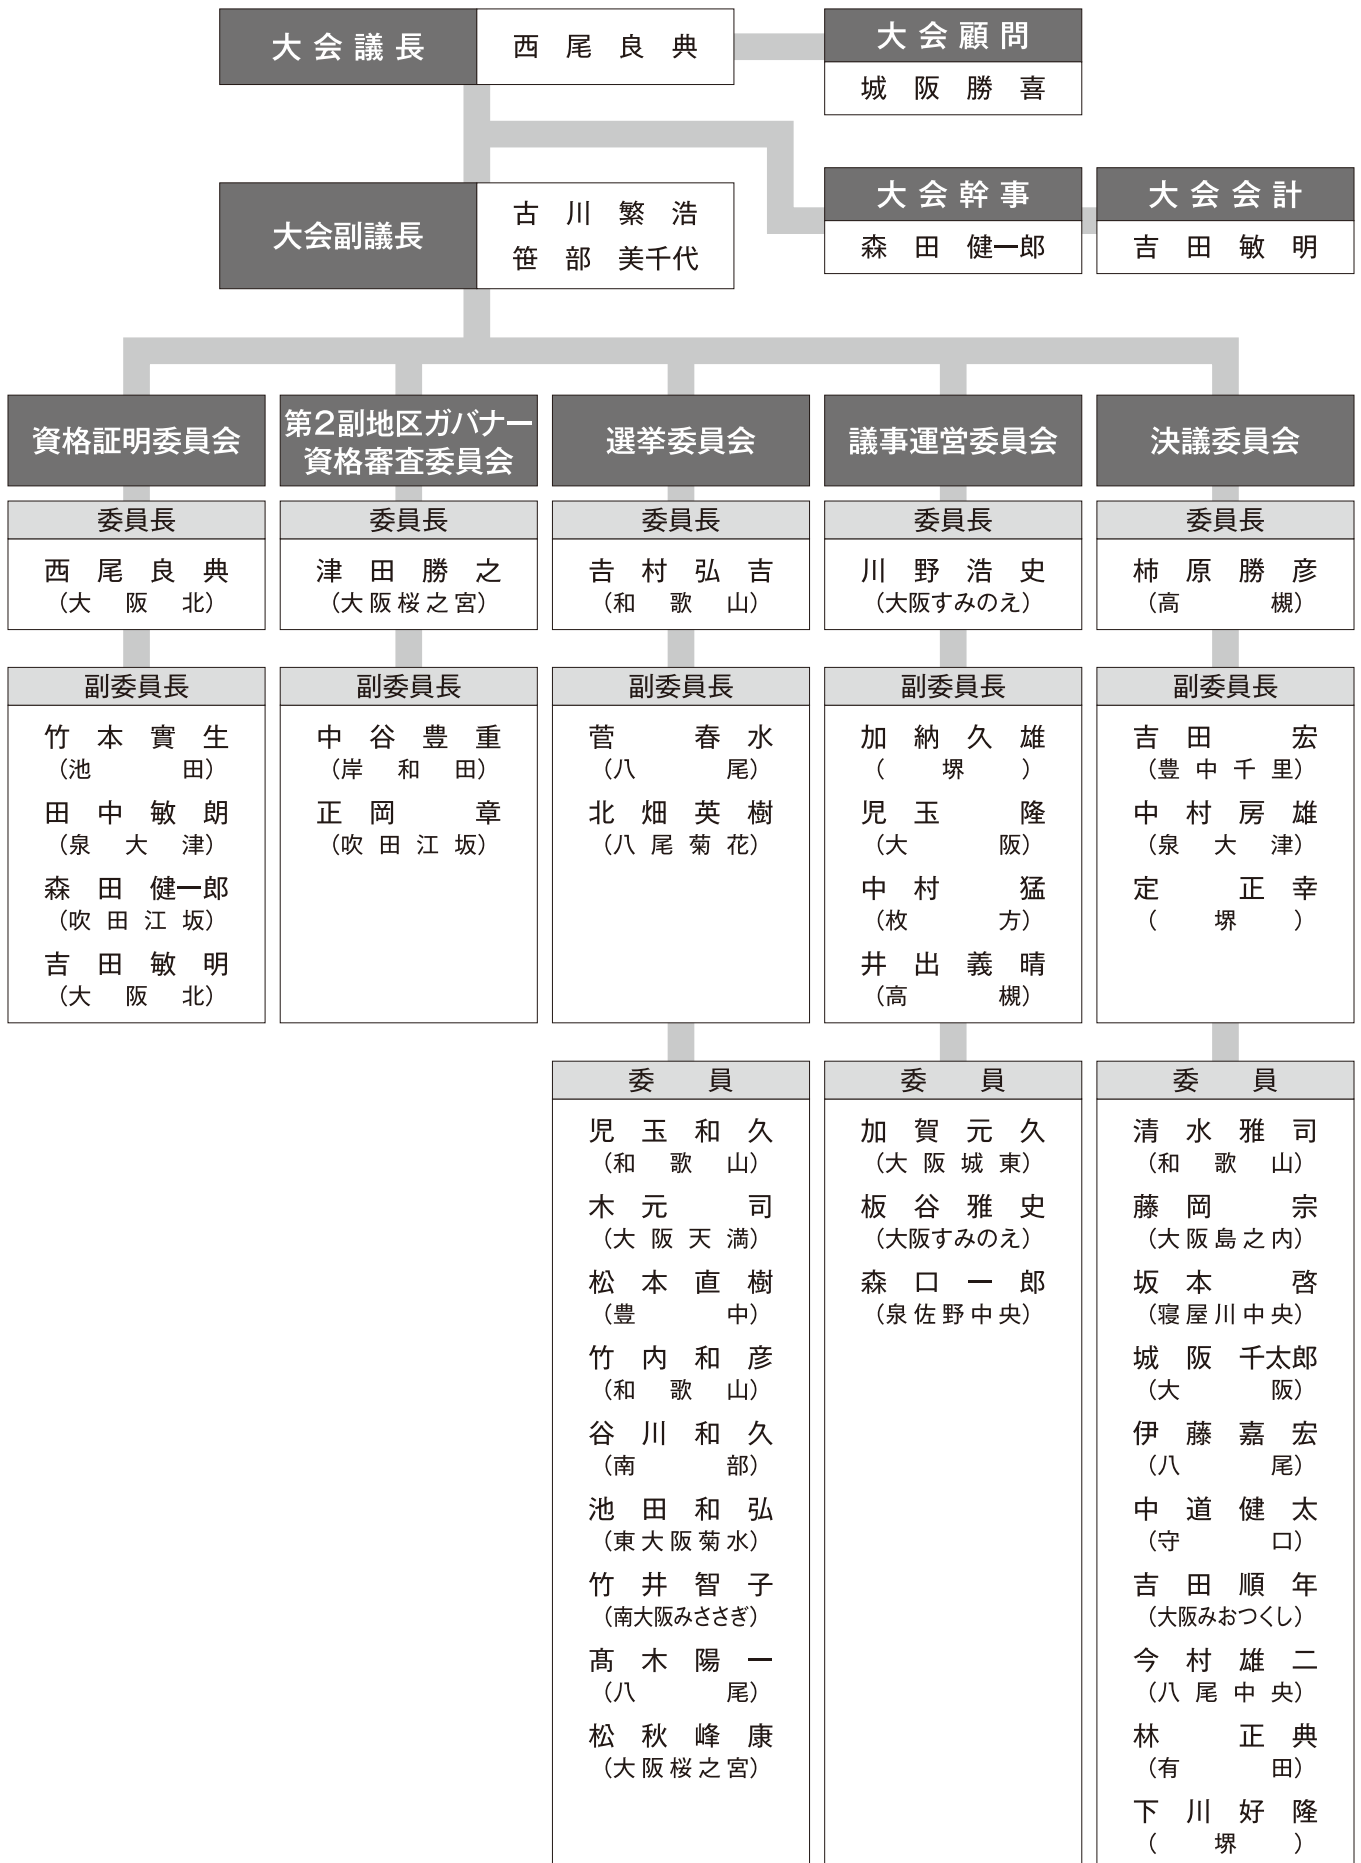 大会議長
西尾良典
大会顧問
城阪勝喜
大会副議長
古川繁浩
笹部美千代
大会幹事
森田健一郎
大会会計
吉田敏明
資格証明委員会
委員長
西尾良典
（大阪北）
副委員長
竹本實生
（池田）
田中敏朗
（泉大津）
森田健一郎
（吹田江坂）
吉田敏明
（大阪北）
第2副地区ガバナー
資格審査委員会
委員長
津田勝之
（大阪桜之宮）
副委員長
中谷豊重
（岸和田）
正岡章
（吹田江坂）
選挙委員会
委員長
𠮷村弘吉
（和歌山）
副委員長
菅春水
（八尾）
北畑英樹
（八尾菊花）
委員
児玉和久
（和歌山）
木元司
（大阪天満）
松本直樹
（豊中）
竹内和彦
（和歌山）
谷川和久
（南部）
池田和弘
（東大阪菊水）
竹井智子
（南大阪みささぎ）
髙木陽一
（八尾）
松秋峰康
（大阪桜之宮）
議事運営委員会
委員長
川野浩史
（大阪すみのえ）
副委員長
加納久雄
（堺）
児玉隆
（大阪）
中村猛
（枚方）
井出義晴
（高槻）
委員
加賀元久
（大阪城東）
板谷雅史
（大阪すみのえ）
森口一郎
（泉佐野中央）
決議委員会
委員長
柿原勝彦
（高槻）
副委員長
吉田宏
（豊中千里）
中村房雄
（泉大津）
定正幸
（堺）
委員
清水雅司
（和歌山）
藤岡宗
（大阪島之内）
坂本啓
（寝屋川中央）
城阪千太郎
（大阪）
伊藤嘉宏
（八尾）
中道健太
（守口）
吉田順年
（大阪みおつくし）
今村雄二
（八尾中央）
林正典
（有田）
下川好隆
（堺）